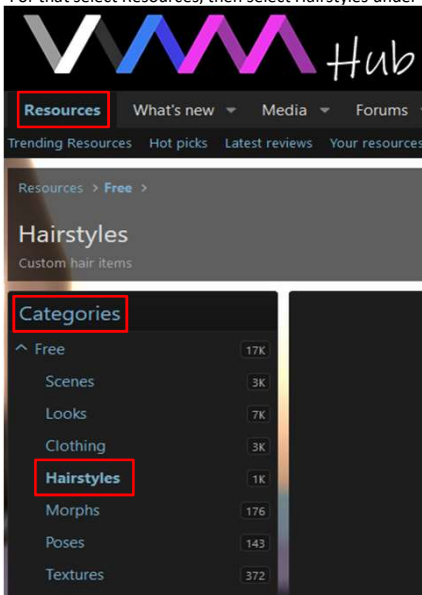 For that select Resources, then select Hairstyles under
VAM Hub
Resources What's new Media Forums
Trending Resources Hot picks Latest reviews Your resources
Resources > Free >
Hairstyles
Custom hair items
Categories
Free 17K
Scenes 3K
Looks 7K
Clothing 3K
Hairstyles 1K
Morphs 176
Poses 143
Textures 372